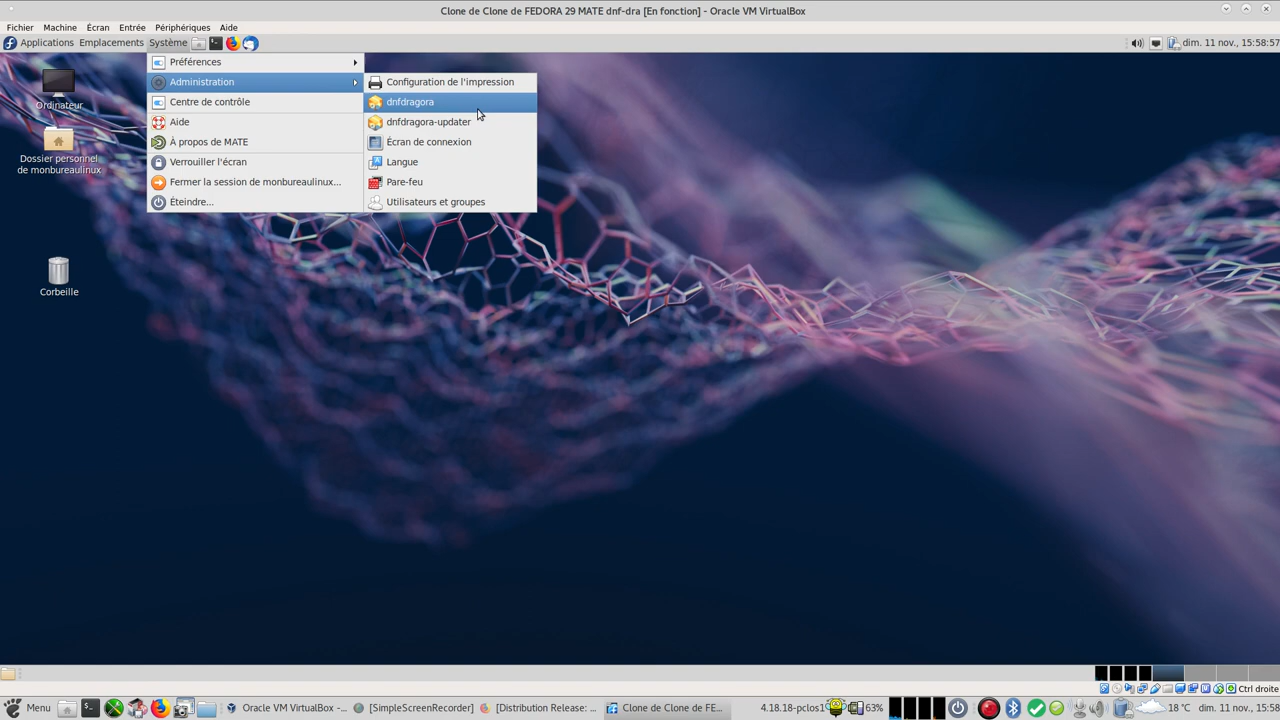 Clone de Clone de FEDORA 29 MATE dnf-dra [En fonction] - Oracle VM VirtualBox
Fichier Machine Écran Entrée Périphériques Aide
Applications Emplacements Système dim. 11 nov., 15:58:57
Préférences
Administration
Centre de contrôle
Aide
À propos de MATE
Verrouiller l'écran
Fermer la session de monbureaulinux...
Éteindre...
Configuration de l'impression
dnfdragora
dnfdragora-updater
Écran de connexion
Langue
Pare-feu
Utilisateurs et groupes
Ordinateur
Dossier personnel
de monbureaulinux
Corbeille
Ctrl droite
Menu Oracle VM VirtualBox -... [SimpleScreenRecorder] [Distribution Release: ... Clone de Clone de FE... 4.18.18-pclos1 63% 18 °C dim. 11 nov., 15:58